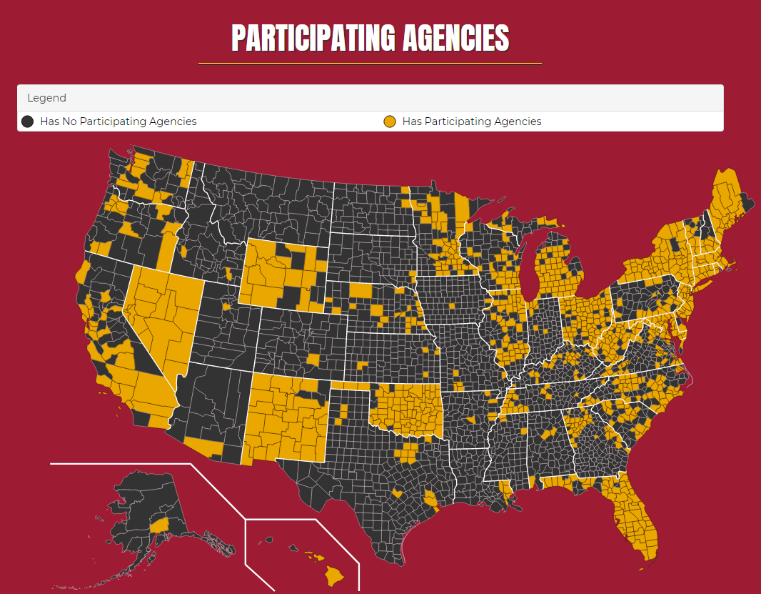 PARTICIPATING AGENCIES
Legend
Has No Participating Agencies
Has Participating Agencies